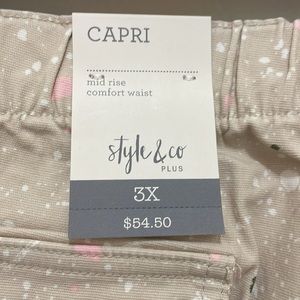 CAPRI
mid rise
comfort waist
style & co
PLUS
3X
$54.50